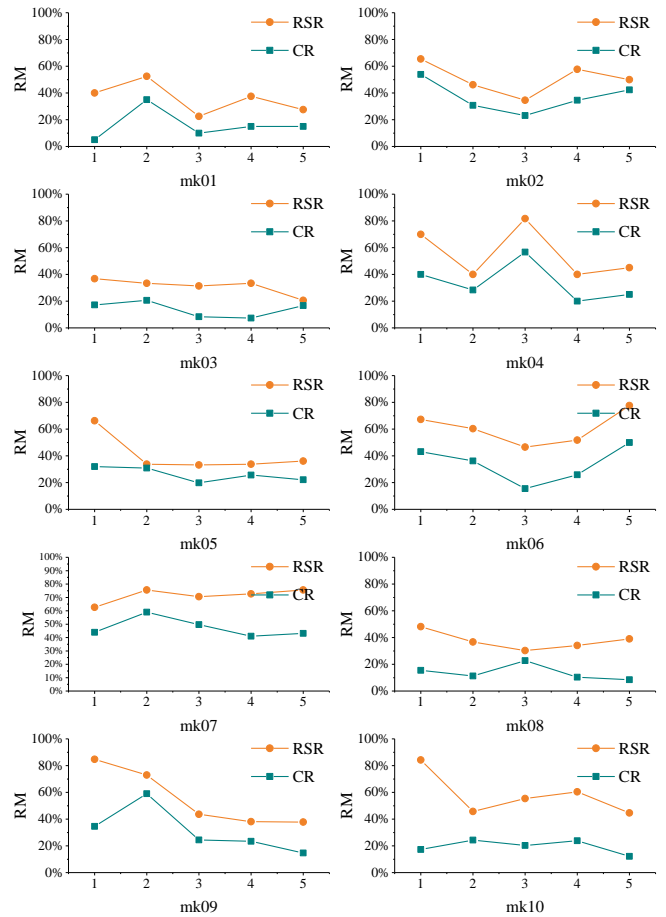 100%
80%
60%
40%
20%
0%
RM
1 2 3 4 5
mk01
RSR
CR
100%
80%
60%
40%
20%
0%
RM
1 2 3 4 5
mk02
RSR
CR
100%
80%
60%
40%
20%
0%
RM
1 2 3 4 5
mk03
RSR
CR
100%
80%
60%
40%
20%
0%
RM
1 2 3 4 5
mk04
RSR
CR
100%
80%
60%
40%
20%
0%
RM
1 2 3 4 5
mk05
RSR
CR
100%
80%
60%
40%
20%
0%
RM
1 2 3 4 5
mk06
RSR
CR
100%
90%
80%
70%
60%
50%
40%
30%
20%
10%
0%
RM
1 2 3 4 5
mk07
RSR
CR
100%
80%
60%
40%
20%
0%
RM
1 2 3 4 5
mk08
RSR
CR
100%
80%
60%
40%
20%
0%
RM
1 2 3 4 5
mk09
RSR
CR
100%
80%
60%
40%
20%
0%
RM
1 2 3 4 5
mk10
RSR
CR